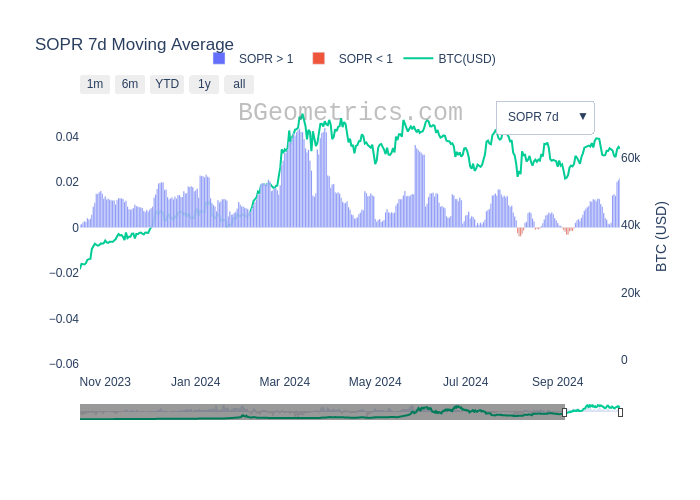 SOPR 7d Moving Average
SOPR > 1
SOPR < 1
BTC(USD)
1m
6m
YTD
1y
all
BGeometrics.com
SOPR 7d
▼
0.04
0.02
0
−0.02
−0.04
−0.06
60k
40k
20k
0
BTC (USD)
Nov 2023
Jan 2024
Mar 2024
May 2024
Jul 2024
Sep 2024